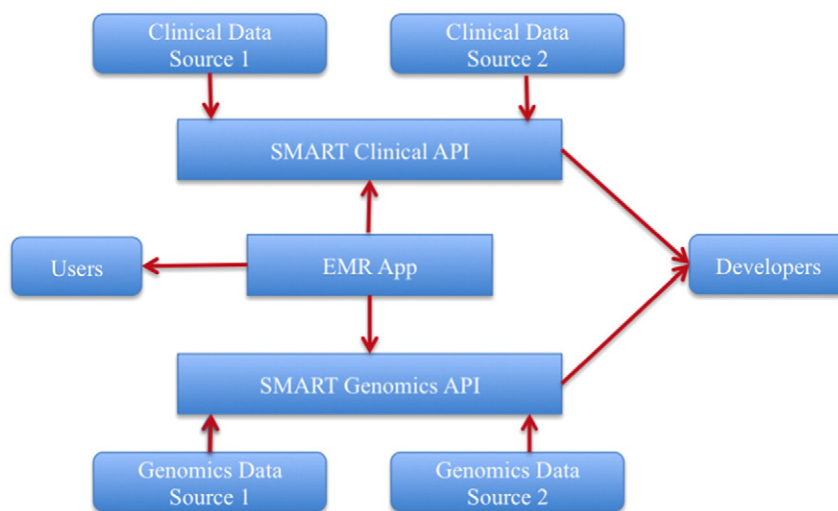 Clinical Data
Source 1
Clinical Data
Source 2
SMART Clinical API
Users
EMR App
Developers
SMART Genomics API
Genomics Data
Source 1
Genomics Data
Source 2